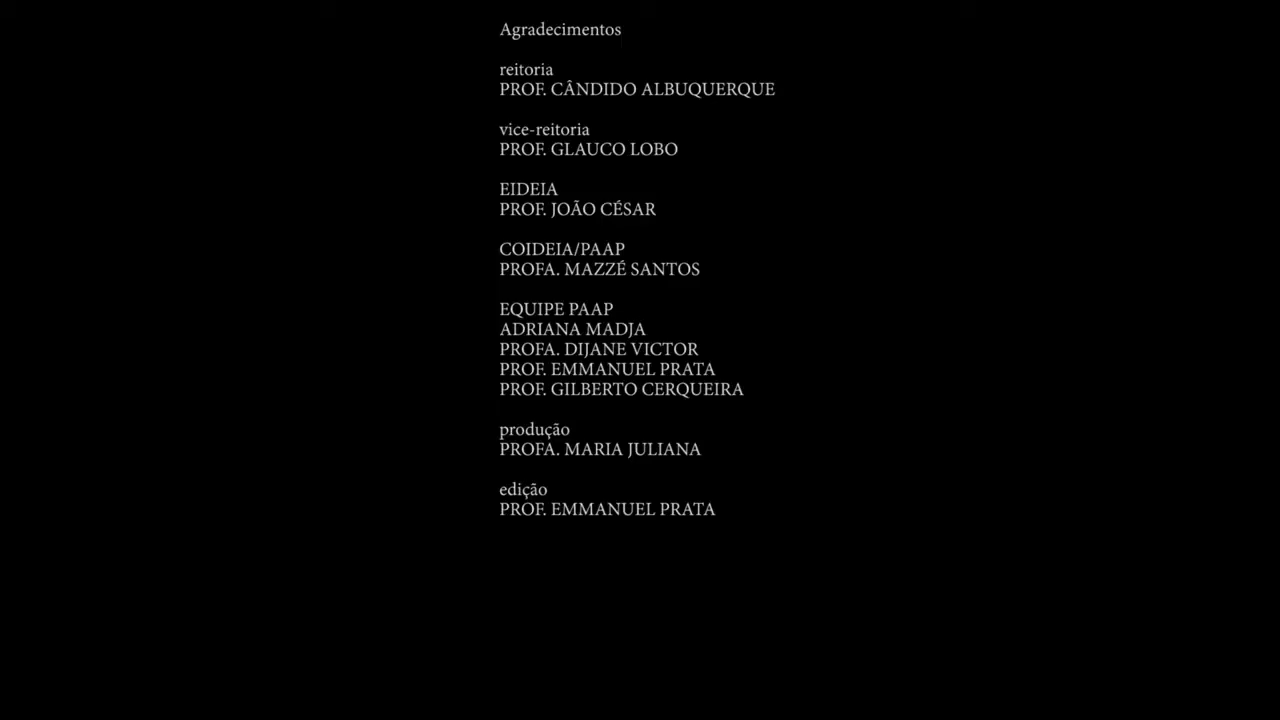 Agradecimentos
reitoria
PROF. CÂNDIDO ALBUQUERQUE
vice-reitoria
PROF. GLAUCO LOBO
EIDEIA
PROF. JOÃO CÉSAR
COIDEIA/PAAP
PROFA. MAZZÉ SANTOS
EQUIPE PAAP
ADRIANA MADJA
PROFA. DIJANE VICTOR
PROF. EMMANUEL PRATA
PROF. GILBERTO CERQUEIRA
produção
PROFA. MARIA JULIANA
edição
PROF. EMMANUEL PRATA